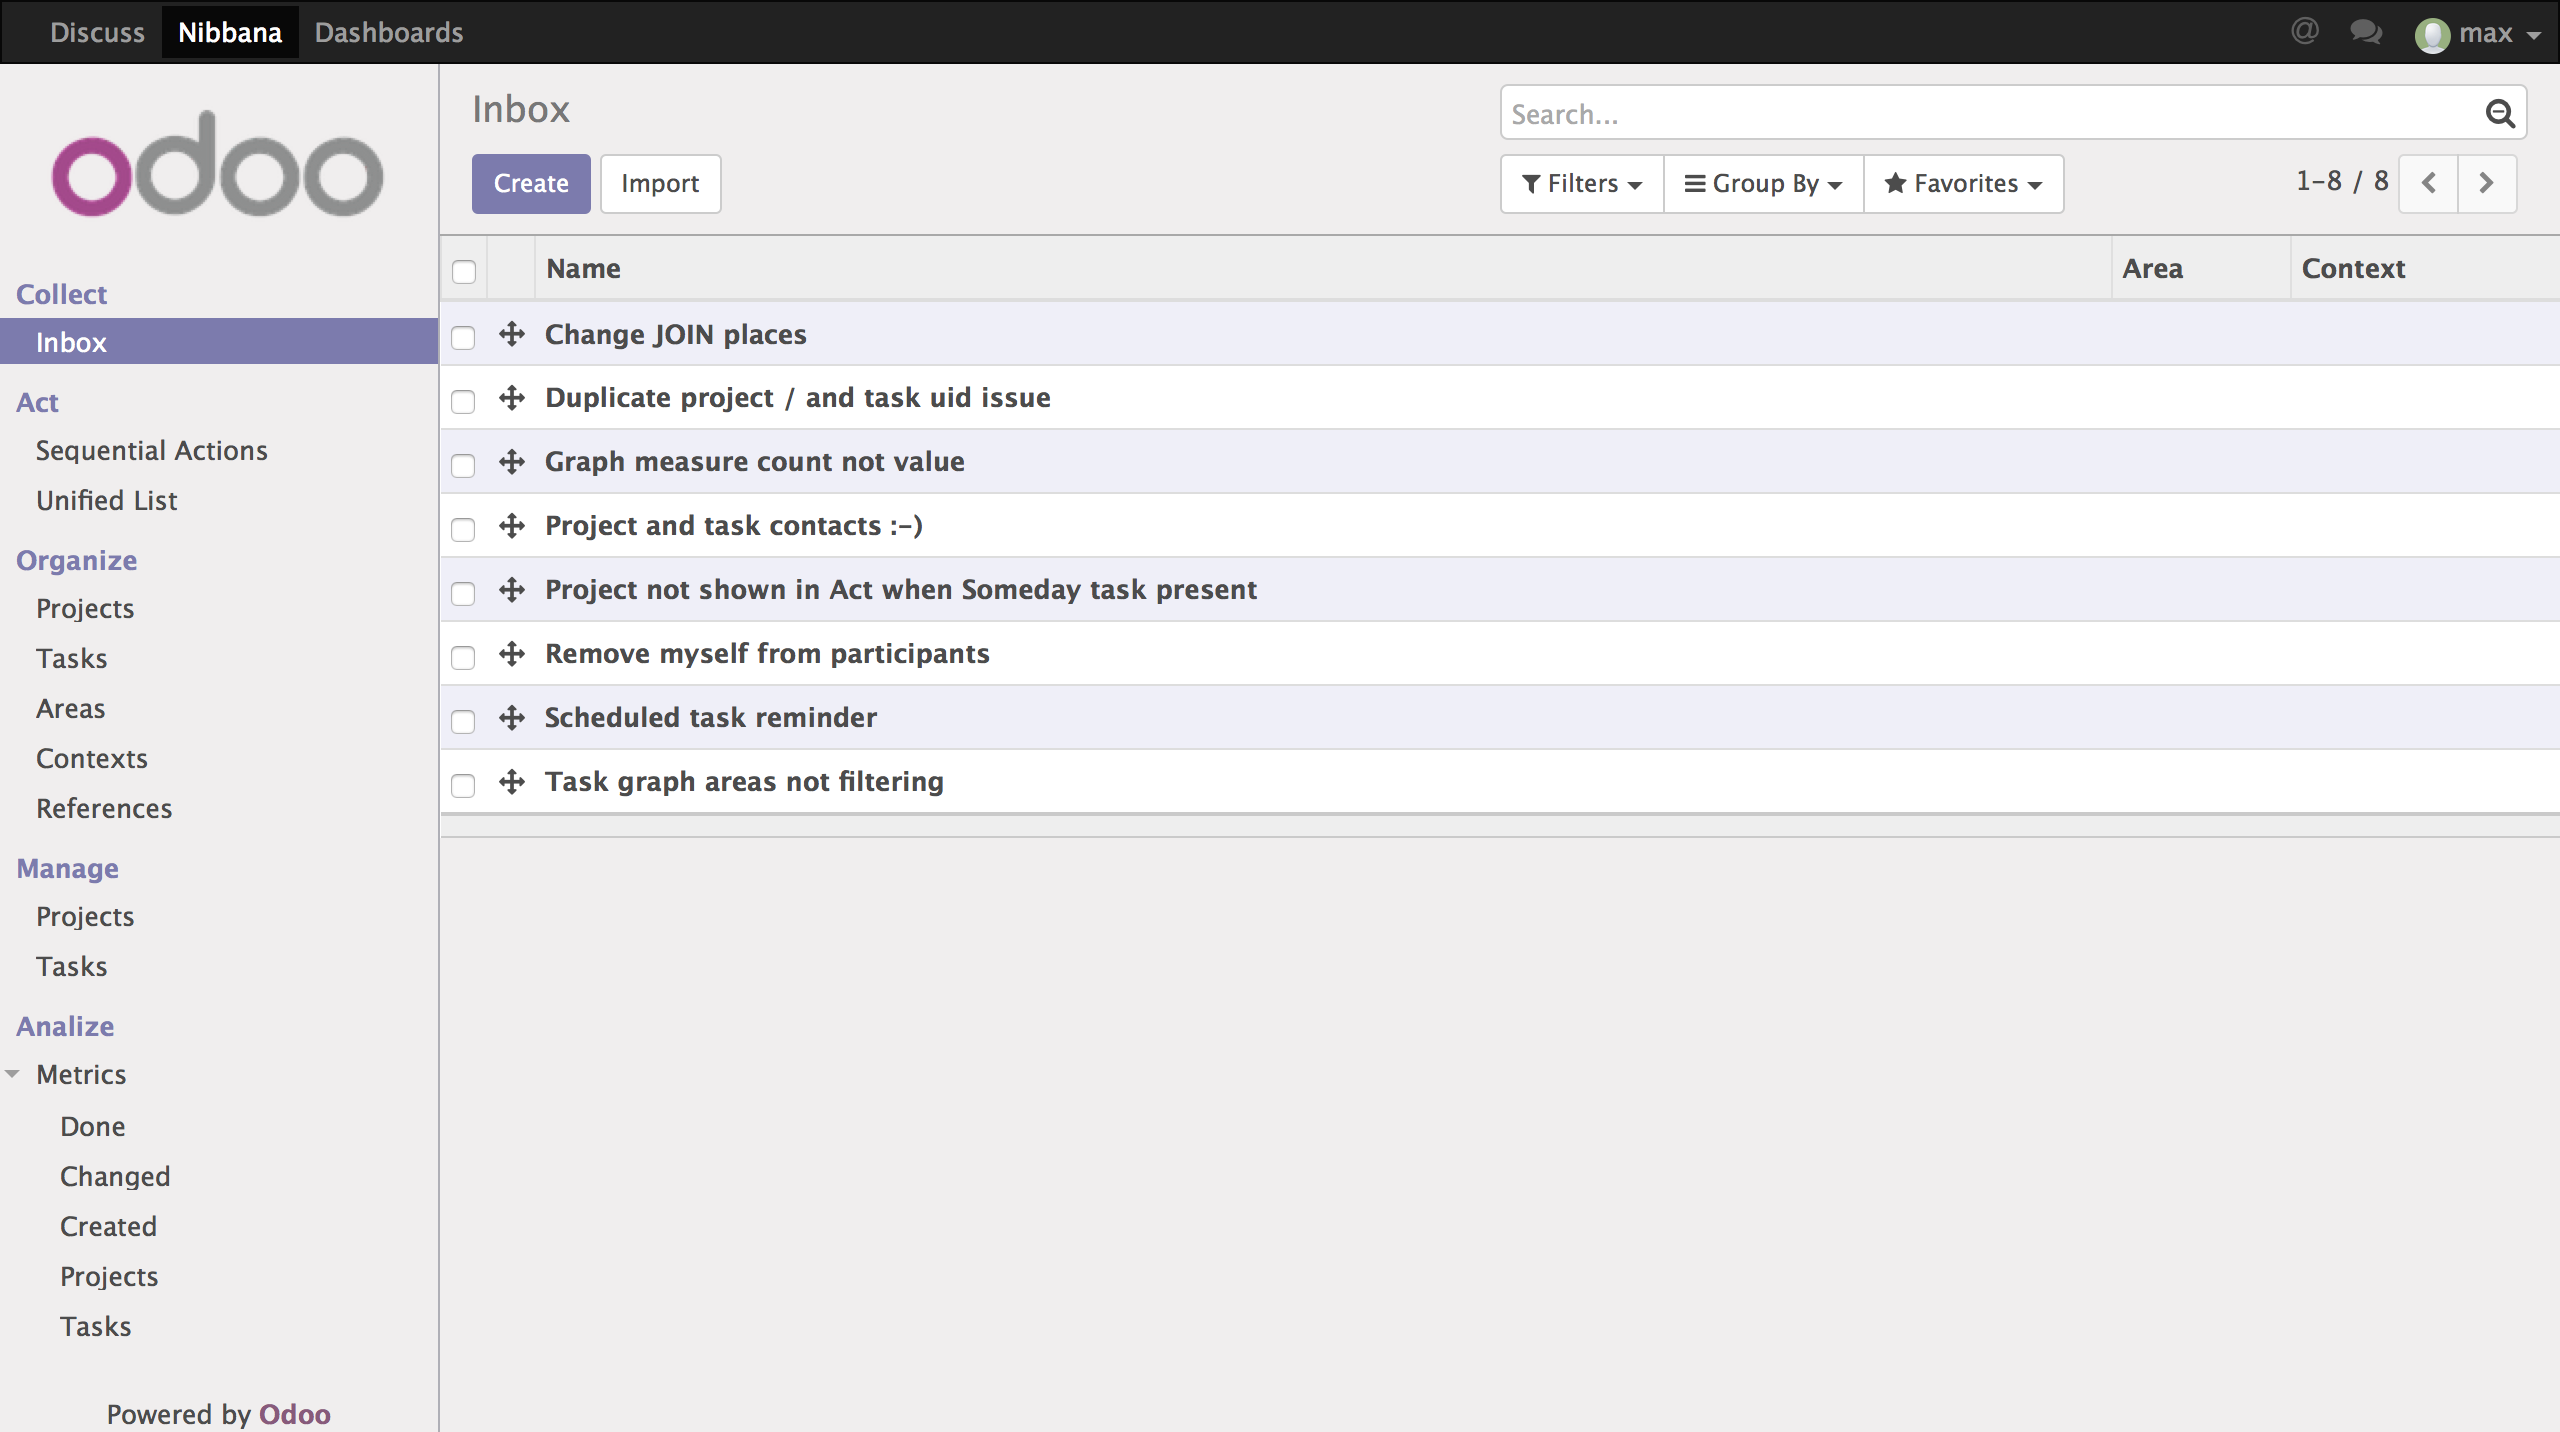 Discuss Nibbana Dashboards @ max
odoo
Collect
Inbox
Act
Sequential Actions
Unified List
Organize
Projects
Tasks
Areas
Contexts
References
Manage
Projects
Tasks
Analize
Metrics
Done
Changed
Created
Projects
Tasks
Powered by Odoo
Inbox
Search...
Create Import
Filters Group By Favorites 1-8 / 8
Name Area Context
Change JOIN places
Duplicate project / and task uid issue
Graph measure count not value
Project and task contacts :-)
Project not shown in Act when Someday task present
Remove myself from participants
Scheduled task reminder
Task graph areas not filtering